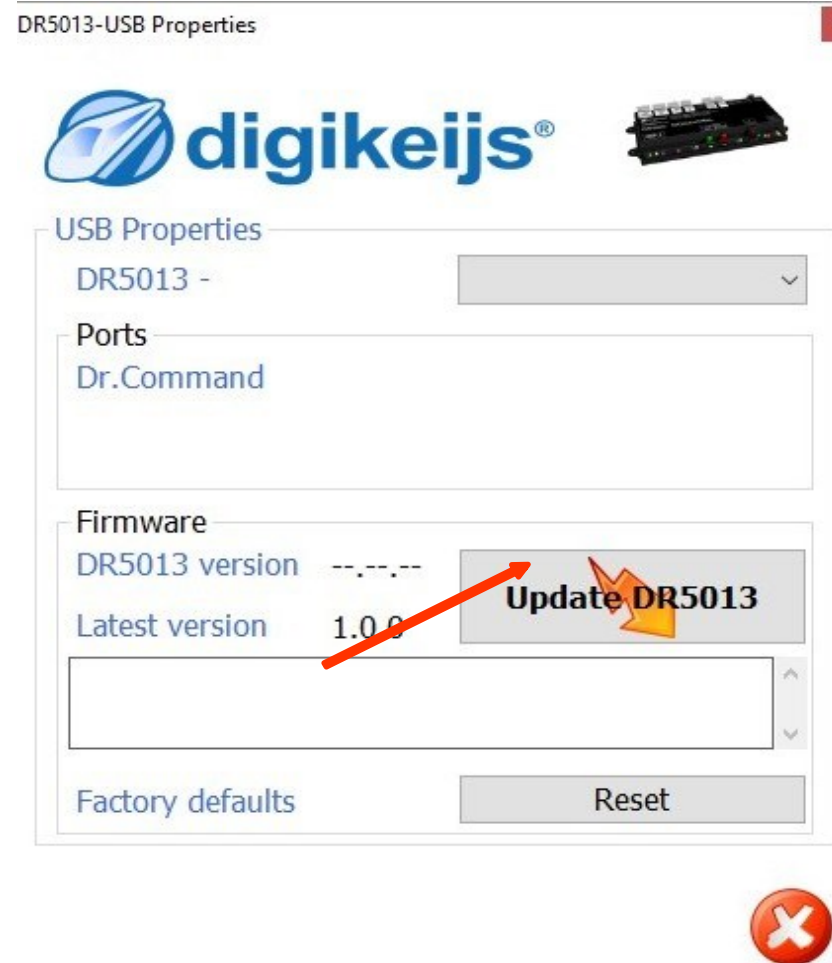 DR5013-USB Properties
digikeijs®
USB Properties
DR5013 -
Ports
Dr.Command
Firmware
DR5013 version --.--.--
Update DR5013
Latest version 1.0.0
Factory defaults Reset